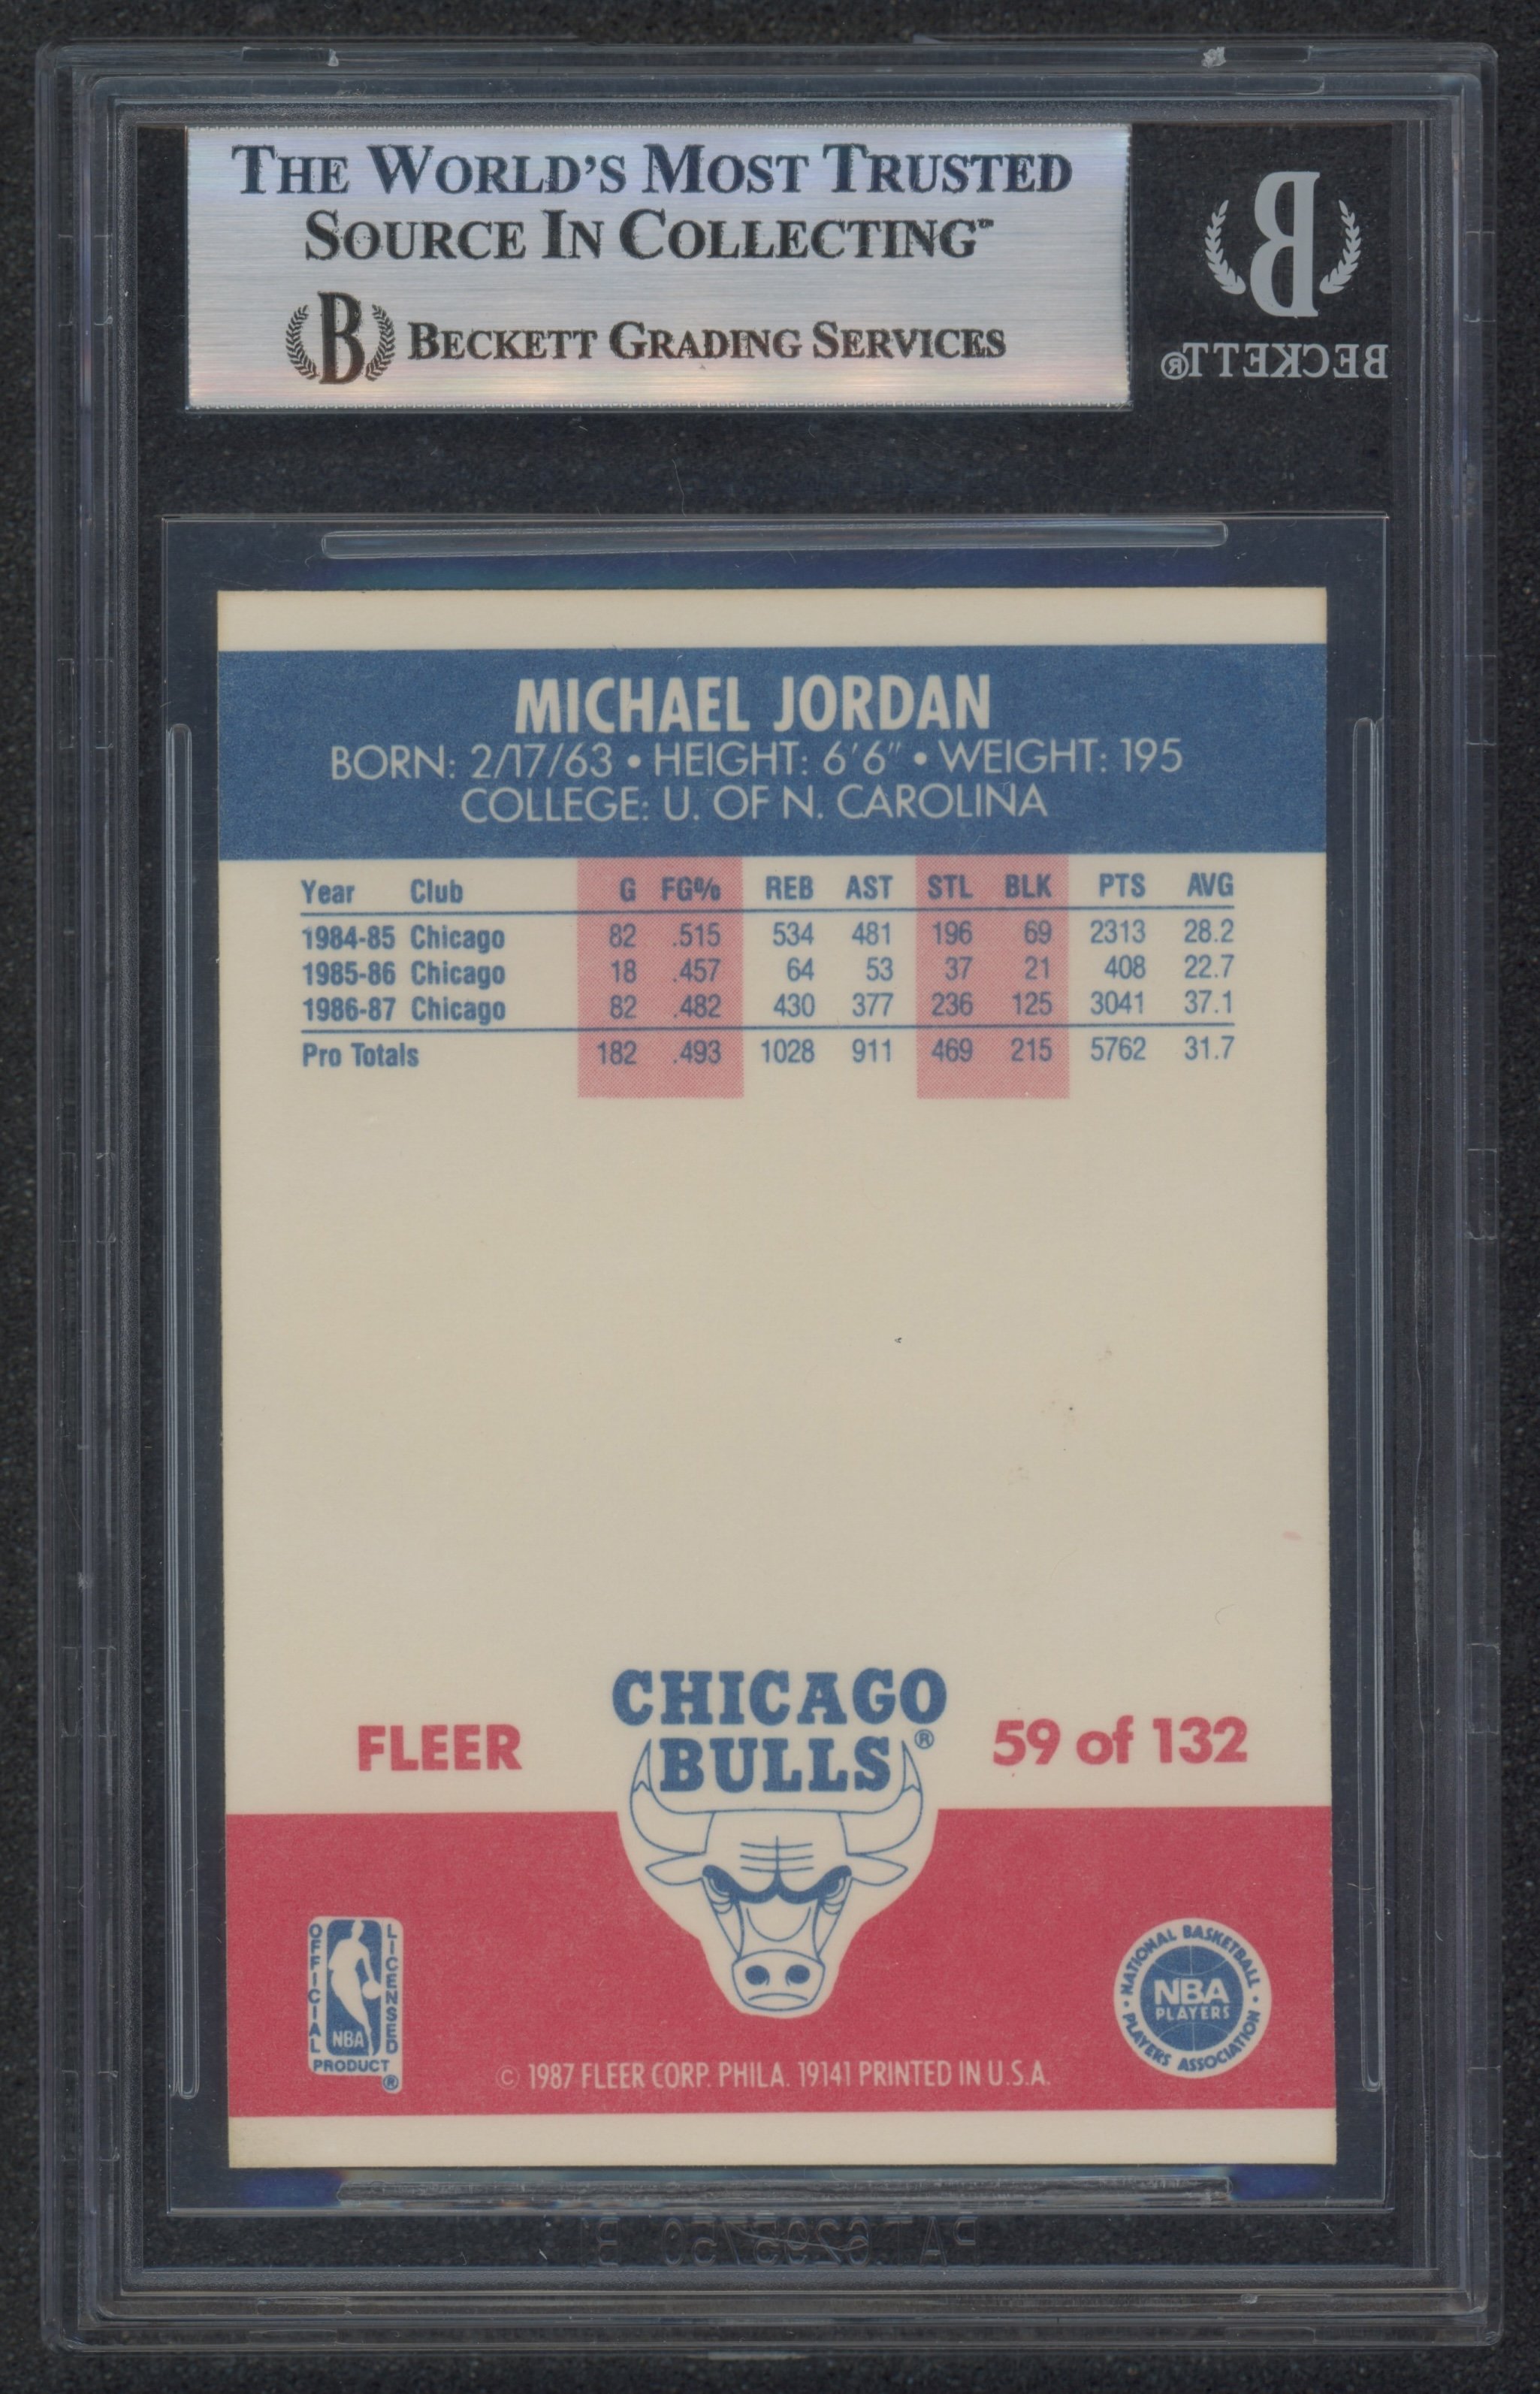 THE WORLD'S MOST TRUSTED
SOURCE IN COLLECTING™
B BECKETT GRADING SERVICES
B
BECKETT®
MICHAEL JORDAN
BORN: 2/17/63 • HEIGHT: 6'6" • WEIGHT: 195
COLLEGE: U. OF N. CAROLINA
Year Club G FG% REB AST STL BLK PTS AVG
1984-85 Chicago 82 .515 534 481 196 69 2313 28.2
1985-86 Chicago 18 .457 64 53 37 21 408 22.7
1986-87 Chicago 82 .482 430 377 236 125 3041 37.1
Pro Totals 182 .493 1028 911 469 215 5762 31.7
CHICAGO
BULLS®
FLEER
59 of 132
OFFICIAL LICENSED
NBA
PRODUCT®
NATIONAL BASKETBALL
NBA
PLAYERS
PLAYERS ASSOCIATION
© 1987 FLEER CORP. PHILA. 19141 PRINTED IN U.S.A.